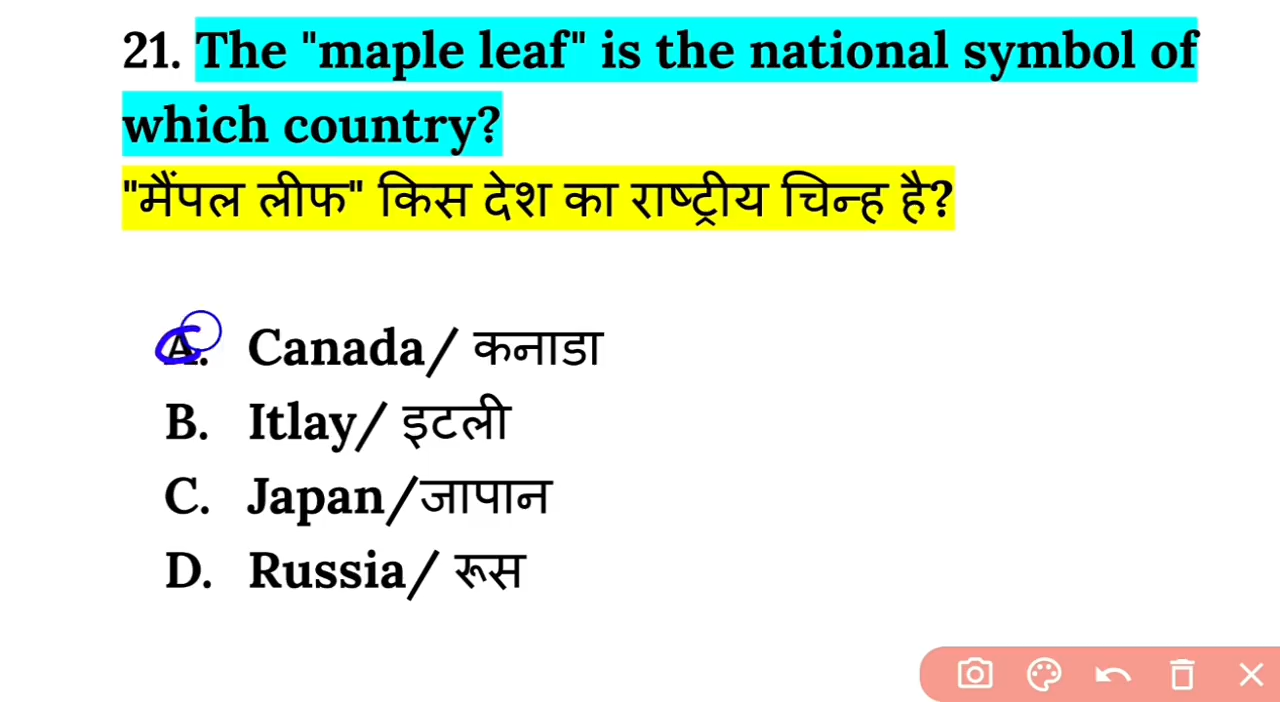 21. The "maple leaf" is the national symbol of
which country?
"मैंपल लीफ" किस देश का राष्ट्रीय चिन्ह है?
A. Canada/ कनाडा
B. Itlay/ इटली
C. Japan/जापान
D. Russia/ रूस